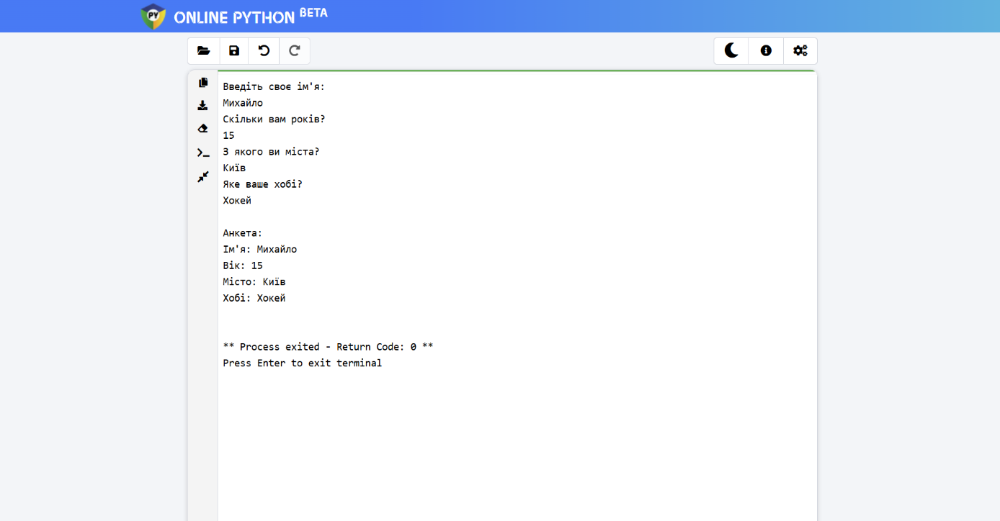 PY ONLINE PYTHON BETA
Введіть своє ім'я:
Михайло
Скільки вам років?
15
З якого ви міста?
Київ
Яке ваше хобі?
Хокей
Анкета:
Ім'я: Михайло
Вік: 15
Місто: Київ
Хобі: Хокей
** Process exited - Return Code: 0 **
Press Enter to exit terminal